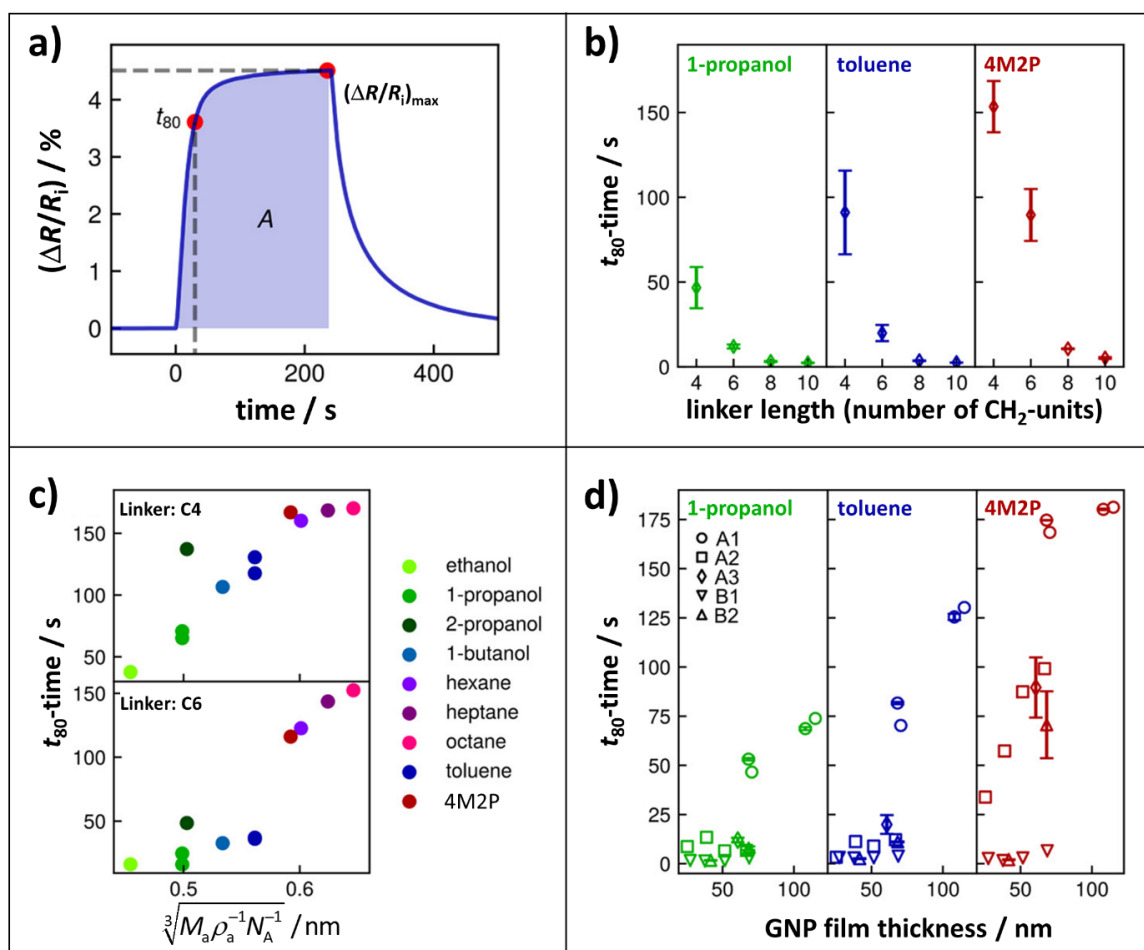 a)
(ΔR/Ri) / %
4
3
2
1
0
t80
(ΔR/Ri)max
A
0 200 400
time / s
b)
1-propanol toluene 4M2P
t80-time / s
150
100
50
0
4 6 8 10 4 6 8 10 4 6 8 10
linker length (number of CH2-units)
c)
Linker: C4
t80-time / s
150
100
50
Linker: C6
150
100
50
0.5 0.6
∛(Ma ρa⁻¹ NA⁻¹) / nm
ethanol
1-propanol
2-propanol
1-butanol
hexane
heptane
octane
toluene
4M2P
d)
1-propanol toluene 4M2P
A1
A2
A3
B1
B2
t80-time / s
175
150
125
100
75
50
25
0
50 100 50 100 50 100
GNP film thickness / nm